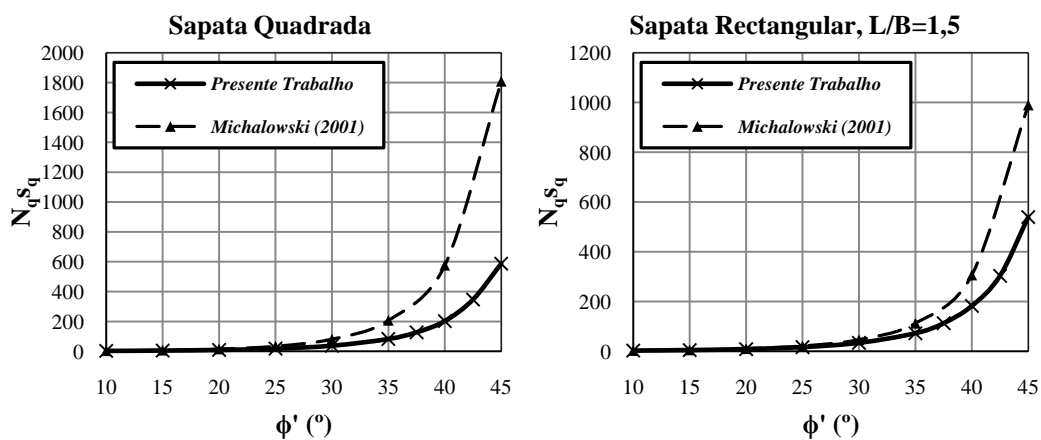 Sapata Quadrada
2000
1800
1600
1400
1200
1000
800
600
400
200
0
NqSq
Presente Trabalho
Michalowski (2001)
10 15 20 25 30 35 40 45
ϕ' (º)
Sapata Rectangular, L/B=1,5
1200
1000
800
600
400
200
0
NqSq
Presente Trabalho
Michalowski (2001)
10 15 20 25 30 35 40 45
ϕ' (º)